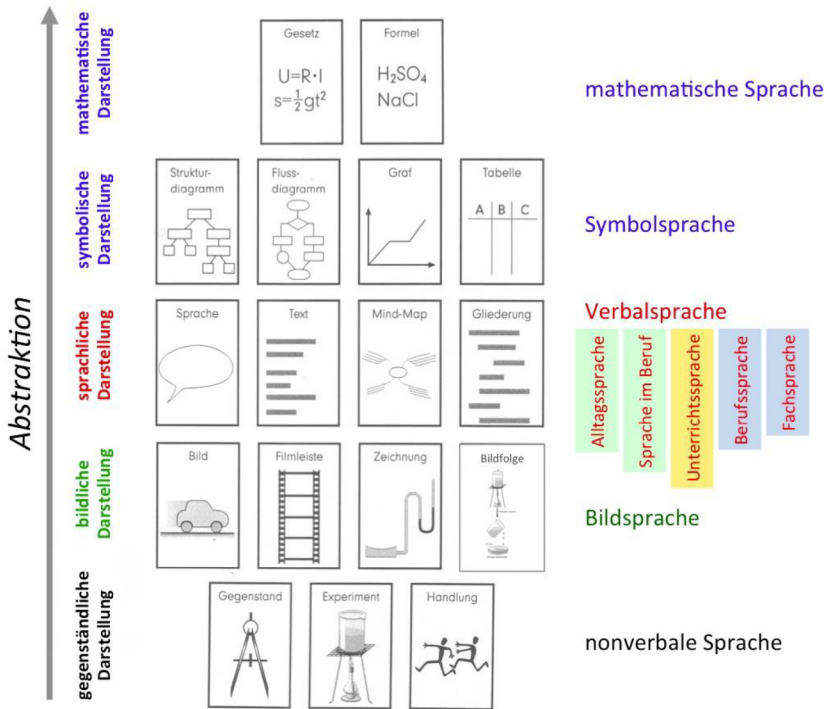 Abstraktion
mathematische
Darstellung
Gesetz
U=R·I
s=½gt²
Formel
H₂SO₄
NaCl
mathematische Sprache
symbolische
Darstellung
Struktur-
diagramm
Fluss-
diagramm
Graf
Tabelle
A B C
Symbolsprache
sprachliche
Darstellung
Sprache
Text
Mind-Map
Gliederung
Verbalsprache
Alltagssprache
Sprache im Beruf
Unterrichtssprache
Berufssprache
Fachsprache
bildliche
Darstellung
Bild
Filmleiste
Zeichnung
Bildfolge
Bildsprache
gegenständliche
Darstellung
Gegenstand
Experiment
Handlung
nonverbale Sprache